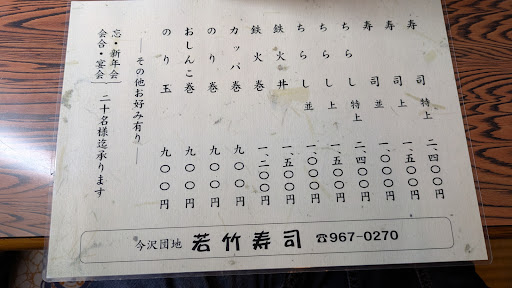 寿司 特上 二、四〇〇円
寿司 上 一、五〇〇円
寿司 並 一、〇〇〇円
ちらし 特上 二、四〇〇円
ちらし 上 一、五〇〇円
ちらし 並 一、〇〇〇円
鉄火丼 一、五〇〇円
鉄火巻 一、二〇〇円
カッパ巻 九〇〇円
のり巻 九〇〇円
おしんこ巻 九〇〇円
のり玉 九〇〇円
―その他お好み有り―
忘・新年会
会合・宴会
二十名様迄承ります
今沢団地 若竹寿司 ☎967-0270